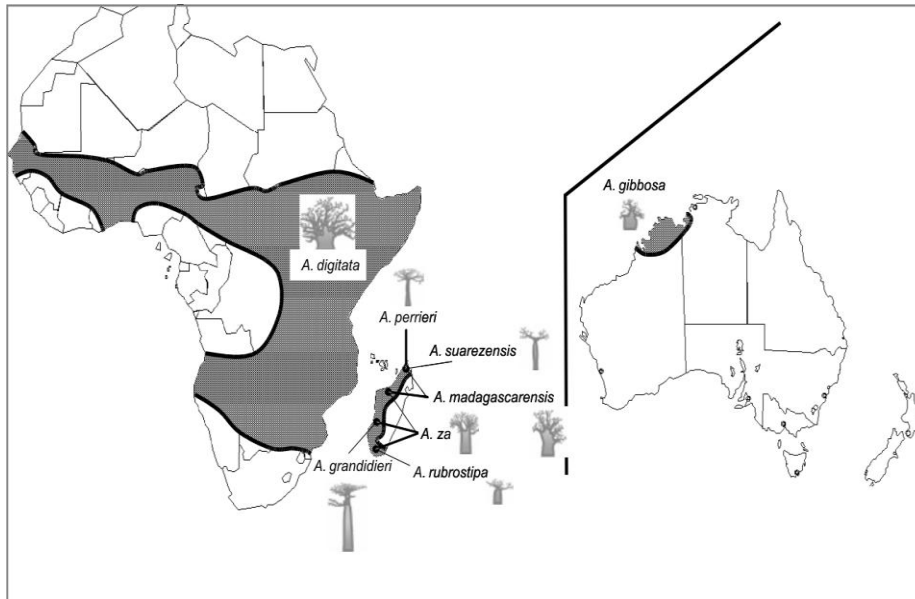 A. gibbosa
A. digitata
A. perrieri
A. suarezensis
A. madagascarensis
A. za
A. grandidieri
A. rubrostipa